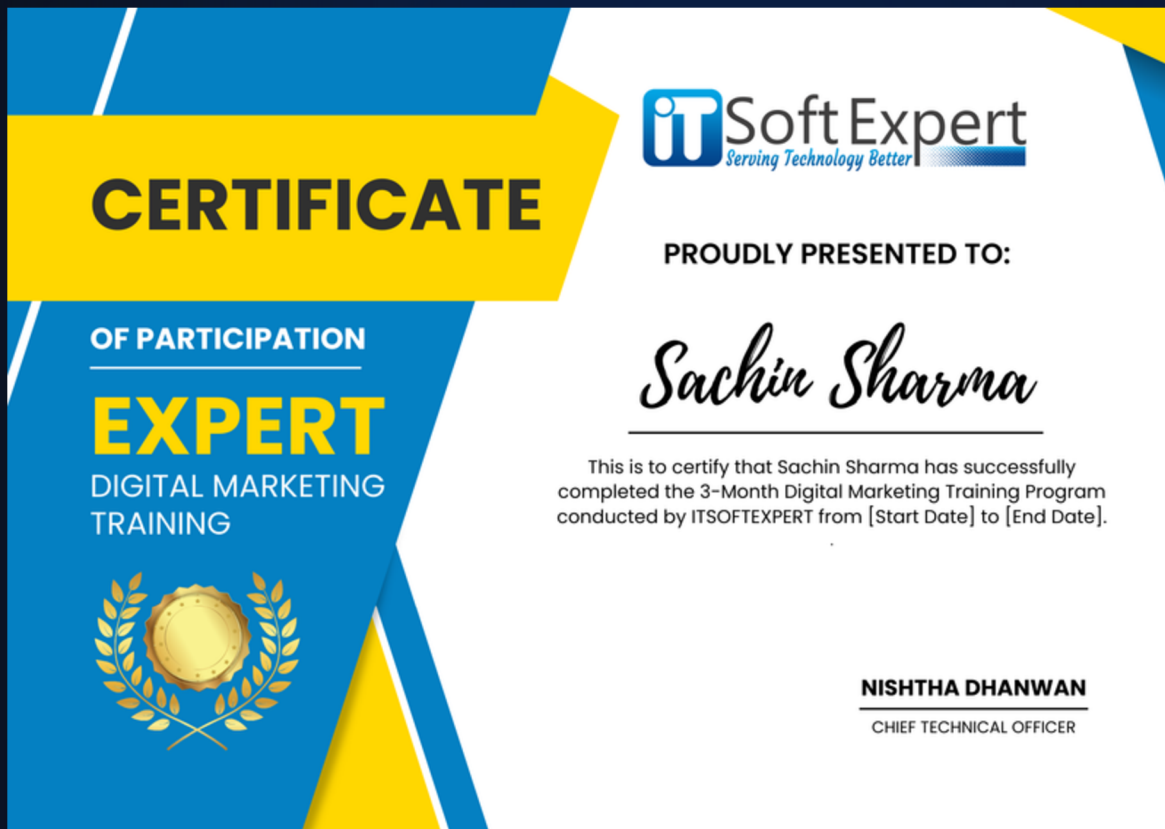 CERTIFICATE
OF PARTICIPATION
EXPERT
DIGITAL MARKETING
TRAINING
iT Soft Expert
Serving Technology Better
PROUDLY PRESENTED TO:
Sachin Sharma
This is to certify that Sachin Sharma has successfully
completed the 3-Month Digital Marketing Training Program
conducted by ITSOFTEXPERT from [Start Date] to [End Date].
.
NISHTHA DHANWAN
CHIEF TECHNICAL OFFICER